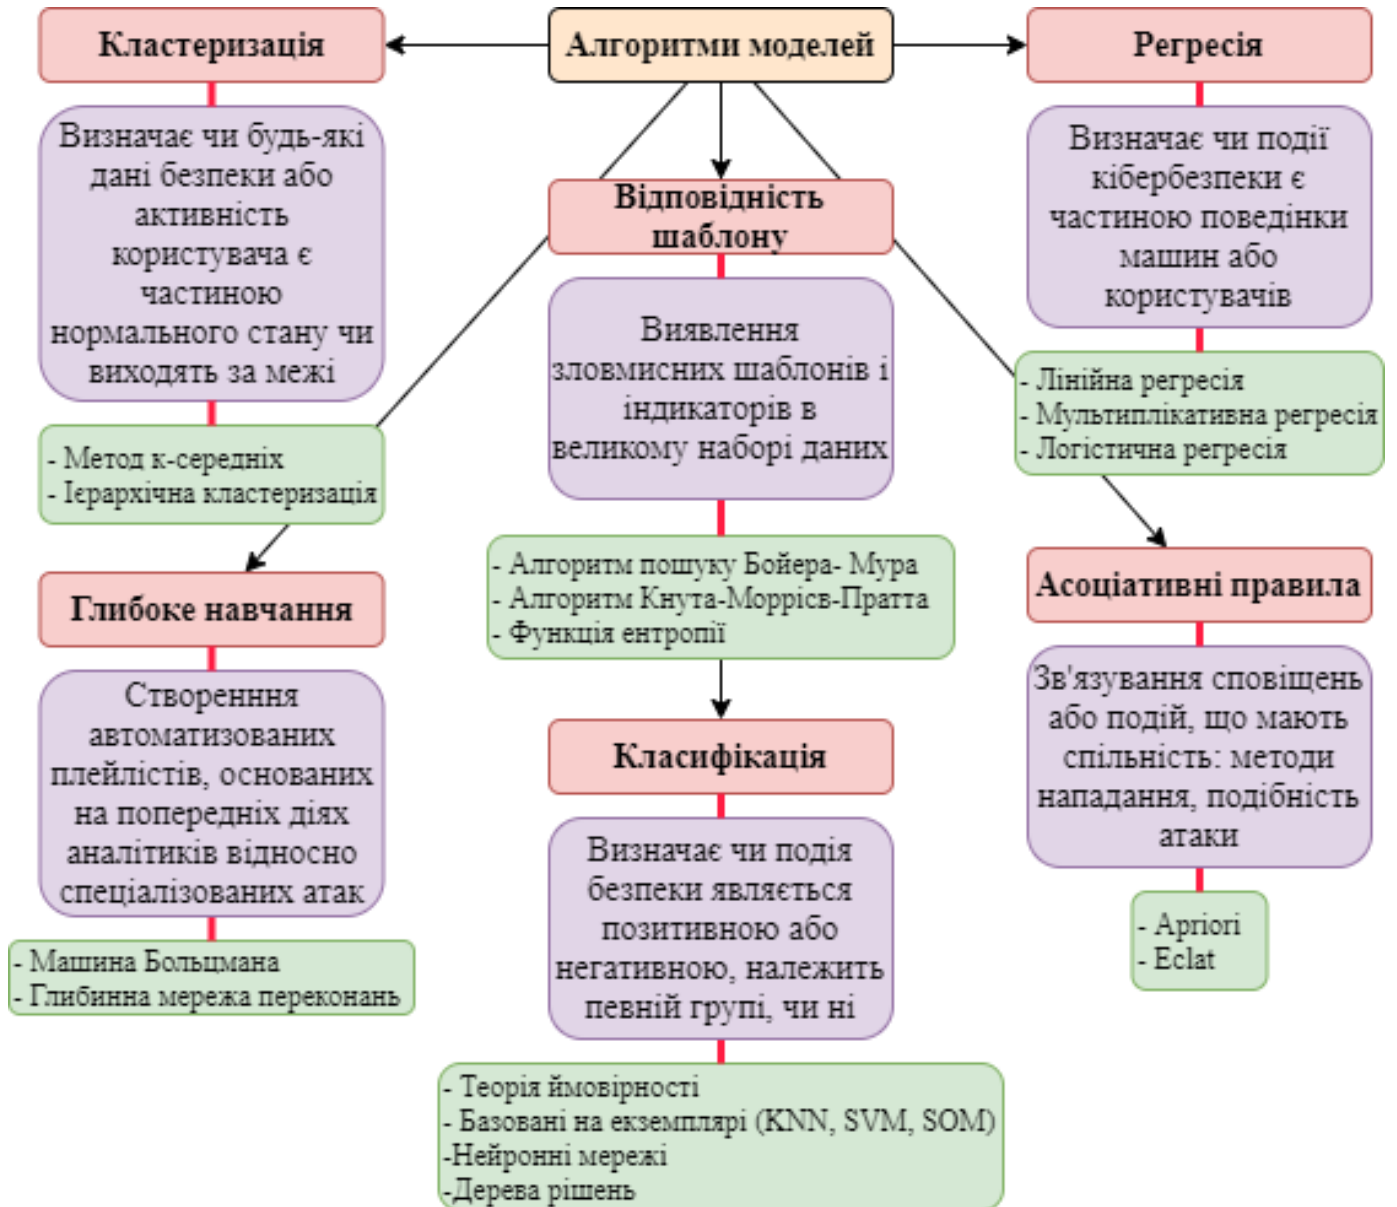 Алгоритми моделей
Кластеризація
Визначає чи будь-які
дані безпеки або
активність
користувача є
частиною
нормального стану чи
виходять за межі
- Метод к-середніх
- Ієрархічна кластеризація
Глибоке навчання
Створенння
автоматизованих
плейлістів, основаних
на попередніх діях
аналітиків відносно
спеціалізованих атак
- Машина Больцмана
- Глибинна мережа переконань
Відповідність
шаблону
Виявлення
зловмисних шаблонів і
індикаторів в
великому наборі даних
- Алгоритм пошуку Бойера- Мура
- Алгоритм Кнута-Моррісв-Пратта
- Функція ентропії
Класифікація
Визначає чи подія
безпеки являється
позитивною або
негативною, належить
певній групі, чи ні
- Теорія ймовірності
- Базовані на екземплярі (KNN, SVM, SOM)
-Нейронні мережі
-Дерева рішень
Регресія
Визначає чи події
кібербезпеки є
частиною поведінки
машин або
користувачів
- Лінійна регресія
- Мультиплікативна регресія
- Логістична регресія
Асоціативні правила
Зв'язування сповіщень
або подій, що мають
спільність: методи
нападання, подібність
атаки
- Apriori
- Eclat